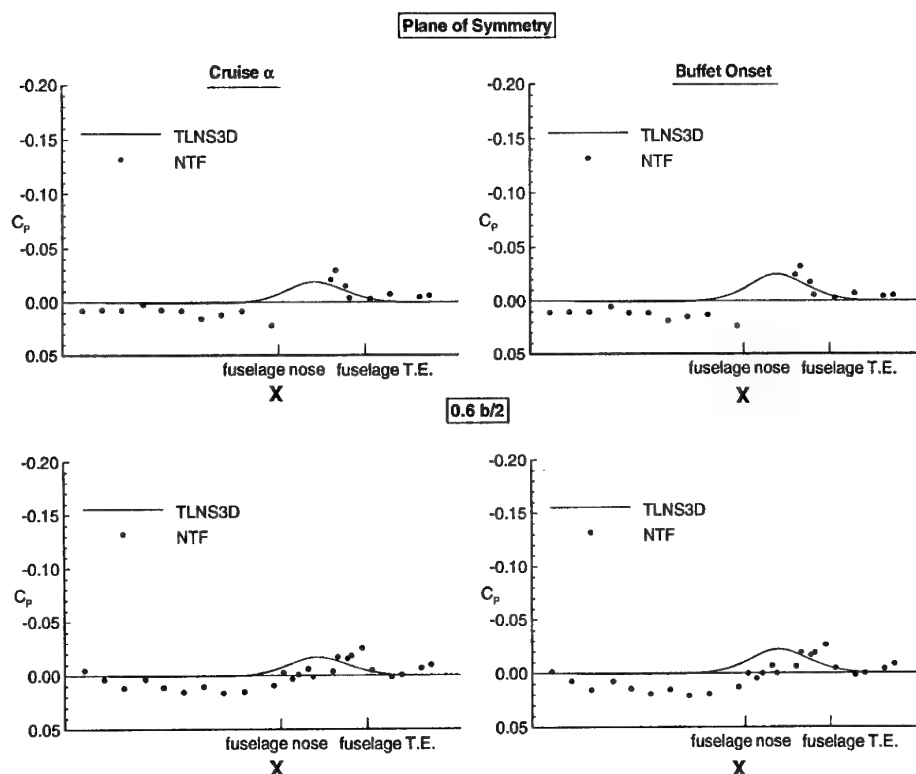 Plane of Symmetry
Cruise α
-0.20
-0.15
-0.10
-0.05
0.00
0.05
Cp
TLNS3D
NTF
fuselage nose
fuselage T.E.
X
Buffet Onset
-0.20
-0.15
-0.10
-0.05
0.00
0.05
Cp
TLNS3D
NTF
fuselage nose
fuselage T.E.
X
0.6 b/2
-0.20
-0.15
-0.10
-0.05
0.00
0.05
Cp
TLNS3D
NTF
fuselage nose
fuselage T.E.
X
-0.20
-0.15
-0.10
-0.05
0.00
0.05
Cp
TLNS3D
NTF
fuselage nose
fuselage T.E.
X